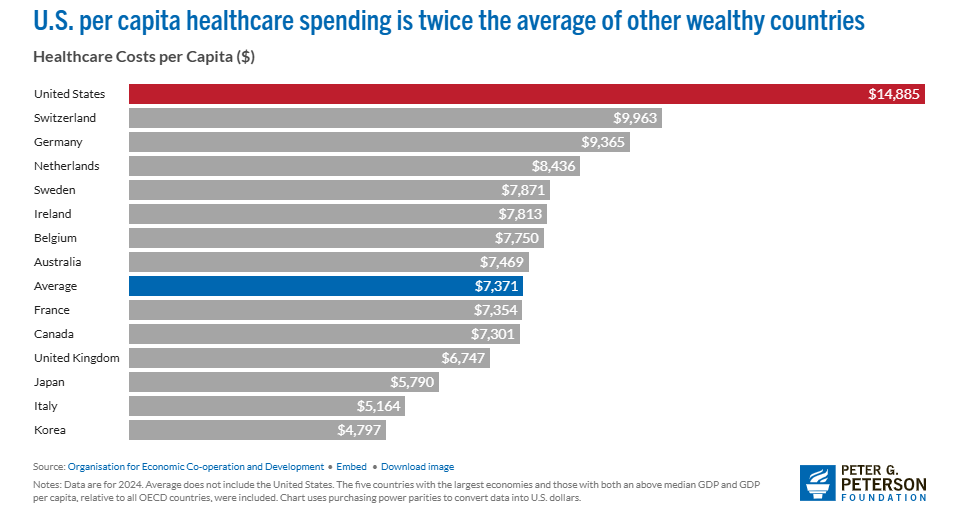 U.S. per capita healthcare spending is twice the average of other wealthy countries
Healthcare Costs per Capita ($)
United States $14,885
Switzerland $9,963
Germany $9,365
Netherlands $8,436
Sweden $7,871
Ireland $7,813
Belgium $7,750
Australia $7,469
Average $7,371
France $7,354
Canada $7,301
United Kingdom $6,747
Japan $5,790
Italy $5,164
Korea $4,797
Source: Organisation for Economic Co-operation and Development • Embed • Download image
Notes: Data are for 2024. Average does not include the United States. The five countries with the largest economies and those with both an above median GDP and GDP
per capita, relative to all OECD countries, were included. Chart uses purchasing power parities to convert data into U.S. dollars.
PETER G.
PETERSON
FOUNDATION